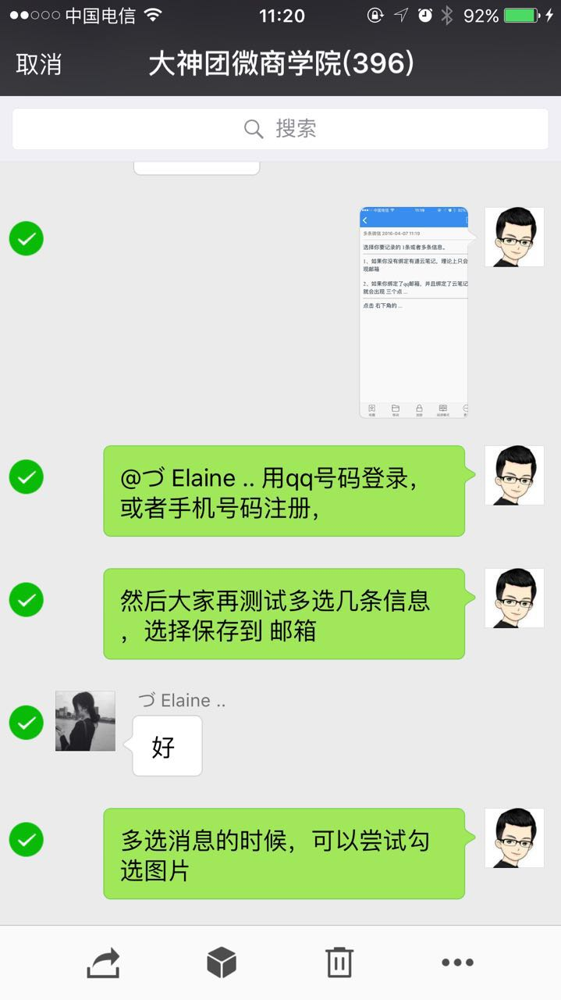 中国电信 11:20 92%
取消 大神团微商学院(396)
搜索
中国电信 11:19 92%
多条微信 2016-04-07 11:19
选择你要记录的 1条或者多条信息。
1、如果你没有绑定有道云笔记，理论上只会
现邮箱
2、如果你绑定了qq邮箱，并且绑定了云笔记
就会出现 三个点 ...
点击 右下角的 ...
@づ Elaine .. 用qq号码登录，
或者手机号码注册，
然后大家再测试多选几条信息
，选择保存到 邮箱
づ Elaine ..
好
多选消息的时候，可以尝试勾
选图片